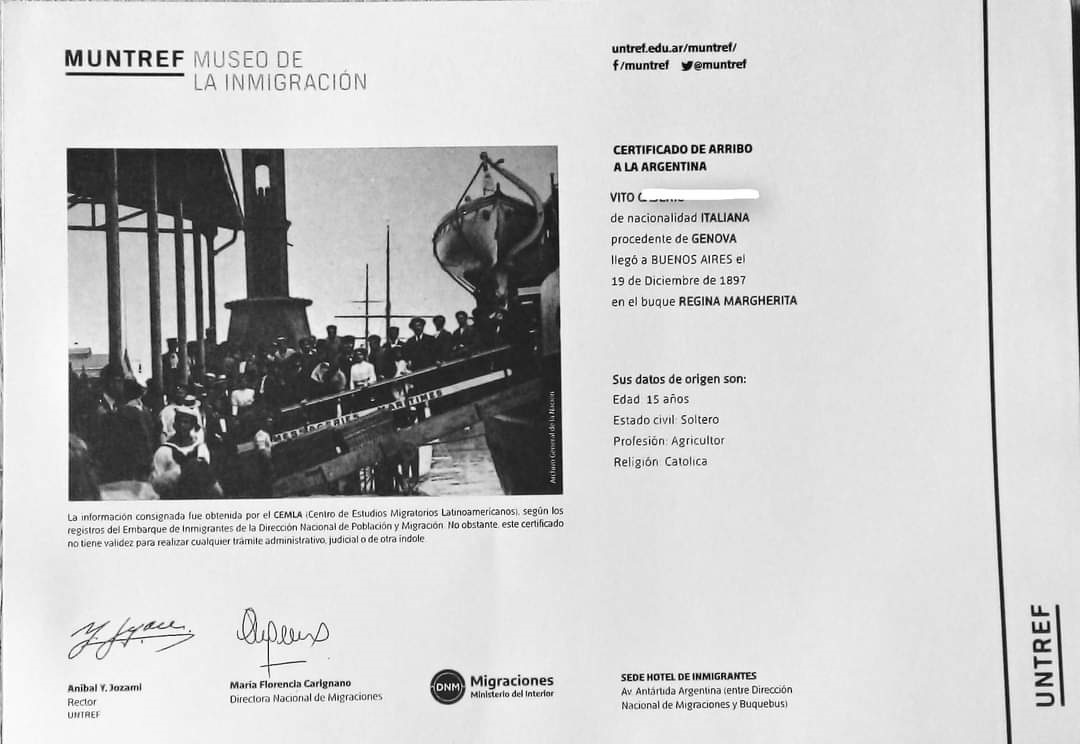 MUNTREF MUSEO DE
LA INMIGRACIÓN
untref.edu.ar/muntref/
f/muntref @muntref
CERTIFICADO DE ARRIBO
A LA ARGENTINA
VITO
de nacionalidad ITALIANA
procedente de GENOVA
llegó a BUENOS AIRES el
19 de Diciembre de 1897
en el buque REGINA MARGHERITA
Sus datos de origen son:
Edad: 15 años
Estado civil: Soltero
Profesión: Agricultor
Religión: Catolica
MESSAGERIES MARITIMES
Archivo General de la Nación
La información consignada fue obtenida por el CEMLA (Centro de Estudios Migratorios Latinoamericanos), según los
registros del Embarque de Inmigrantes de la Dirección Nacional de Población y Migración. No obstante, este certificado
no tiene validez para realizar cualquier trámite administrativo, judicial o de otra índole.
Aníbal Y. Jozami
Rector
UNTREF
María Florencia Carignano
Directora Nacional de Migraciones
DNM Migraciones
Ministerio del Interior
SEDE HOTEL DE INMIGRANTES
Av. Antártida Argentina (entre Dirección
Nacional de Migraciones y Buquebus)
UNTREF